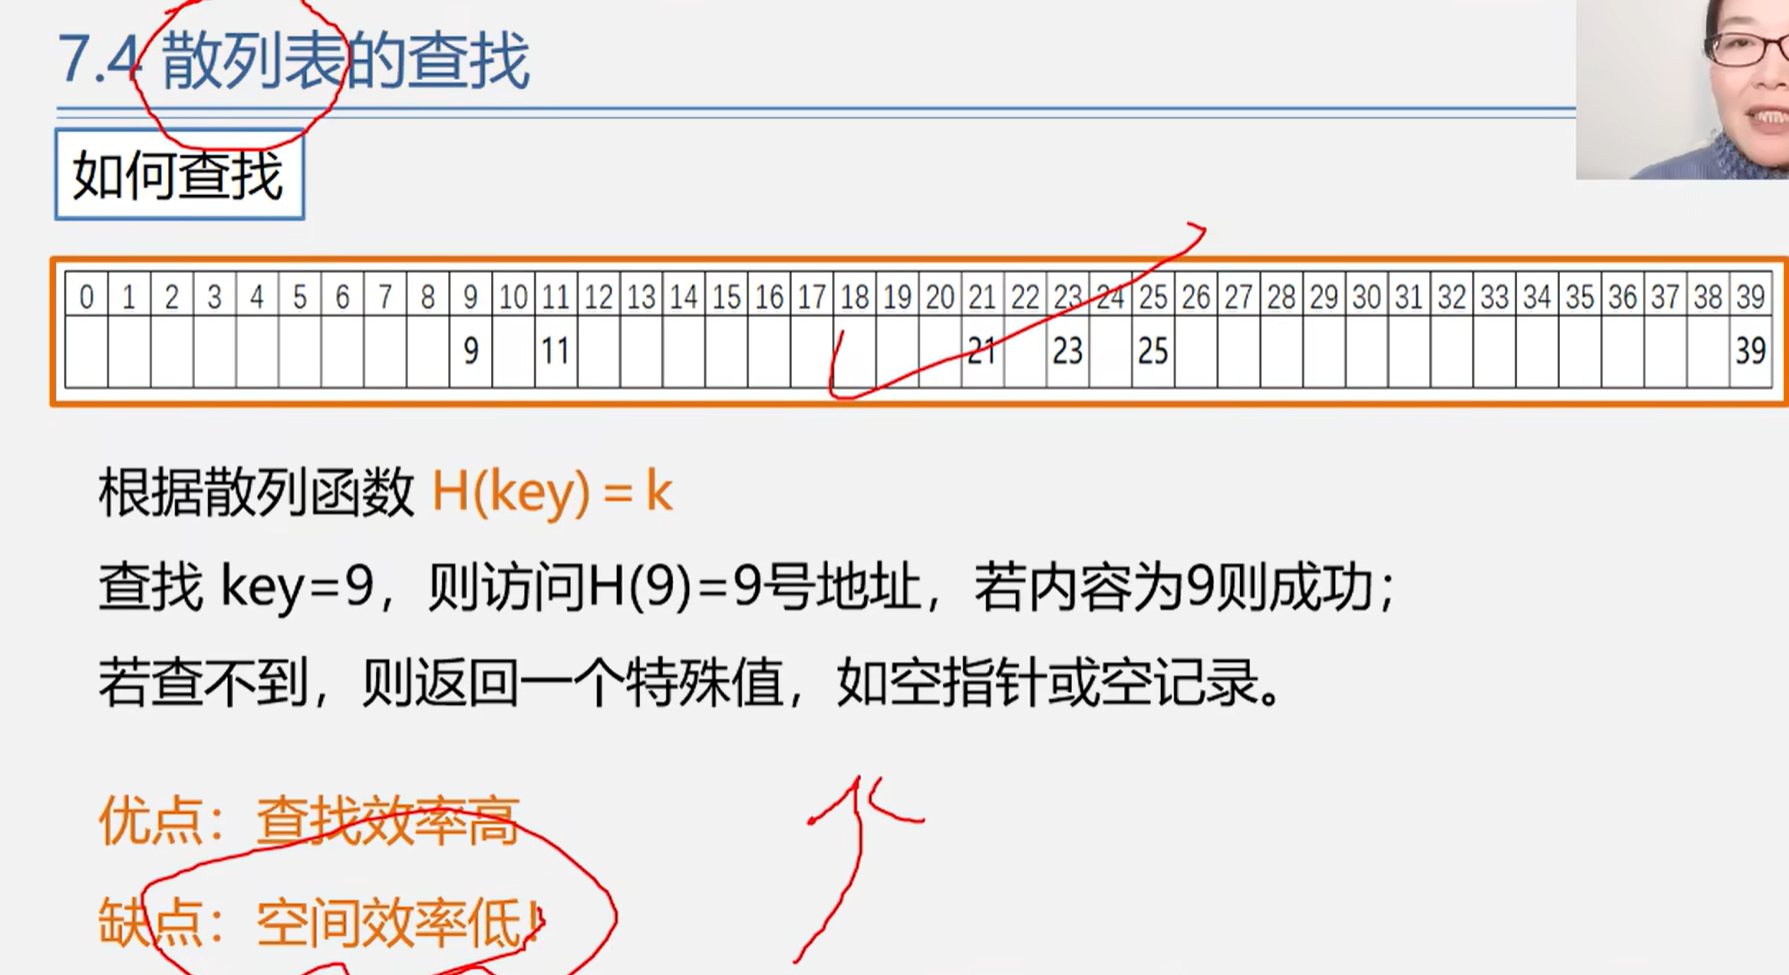 7.4 散列表的查找
如何查找
0 1 2 3 4 5 6 7 8 9 10 11 12 13 14 15 16 17 18 19 20 21 22 23 24 25 26 27 28 29 30 31 32 33 34 35 36 37 38 39
9 11 21 23 25 39
根据散列函数 H(key) = k
查找 key=9，则访问H(9)=9号地址，若内容为9则成功；
若查不到，则返回一个特殊值，如空指针或空记录。
优点：查找效率高
缺点：空间效率低！